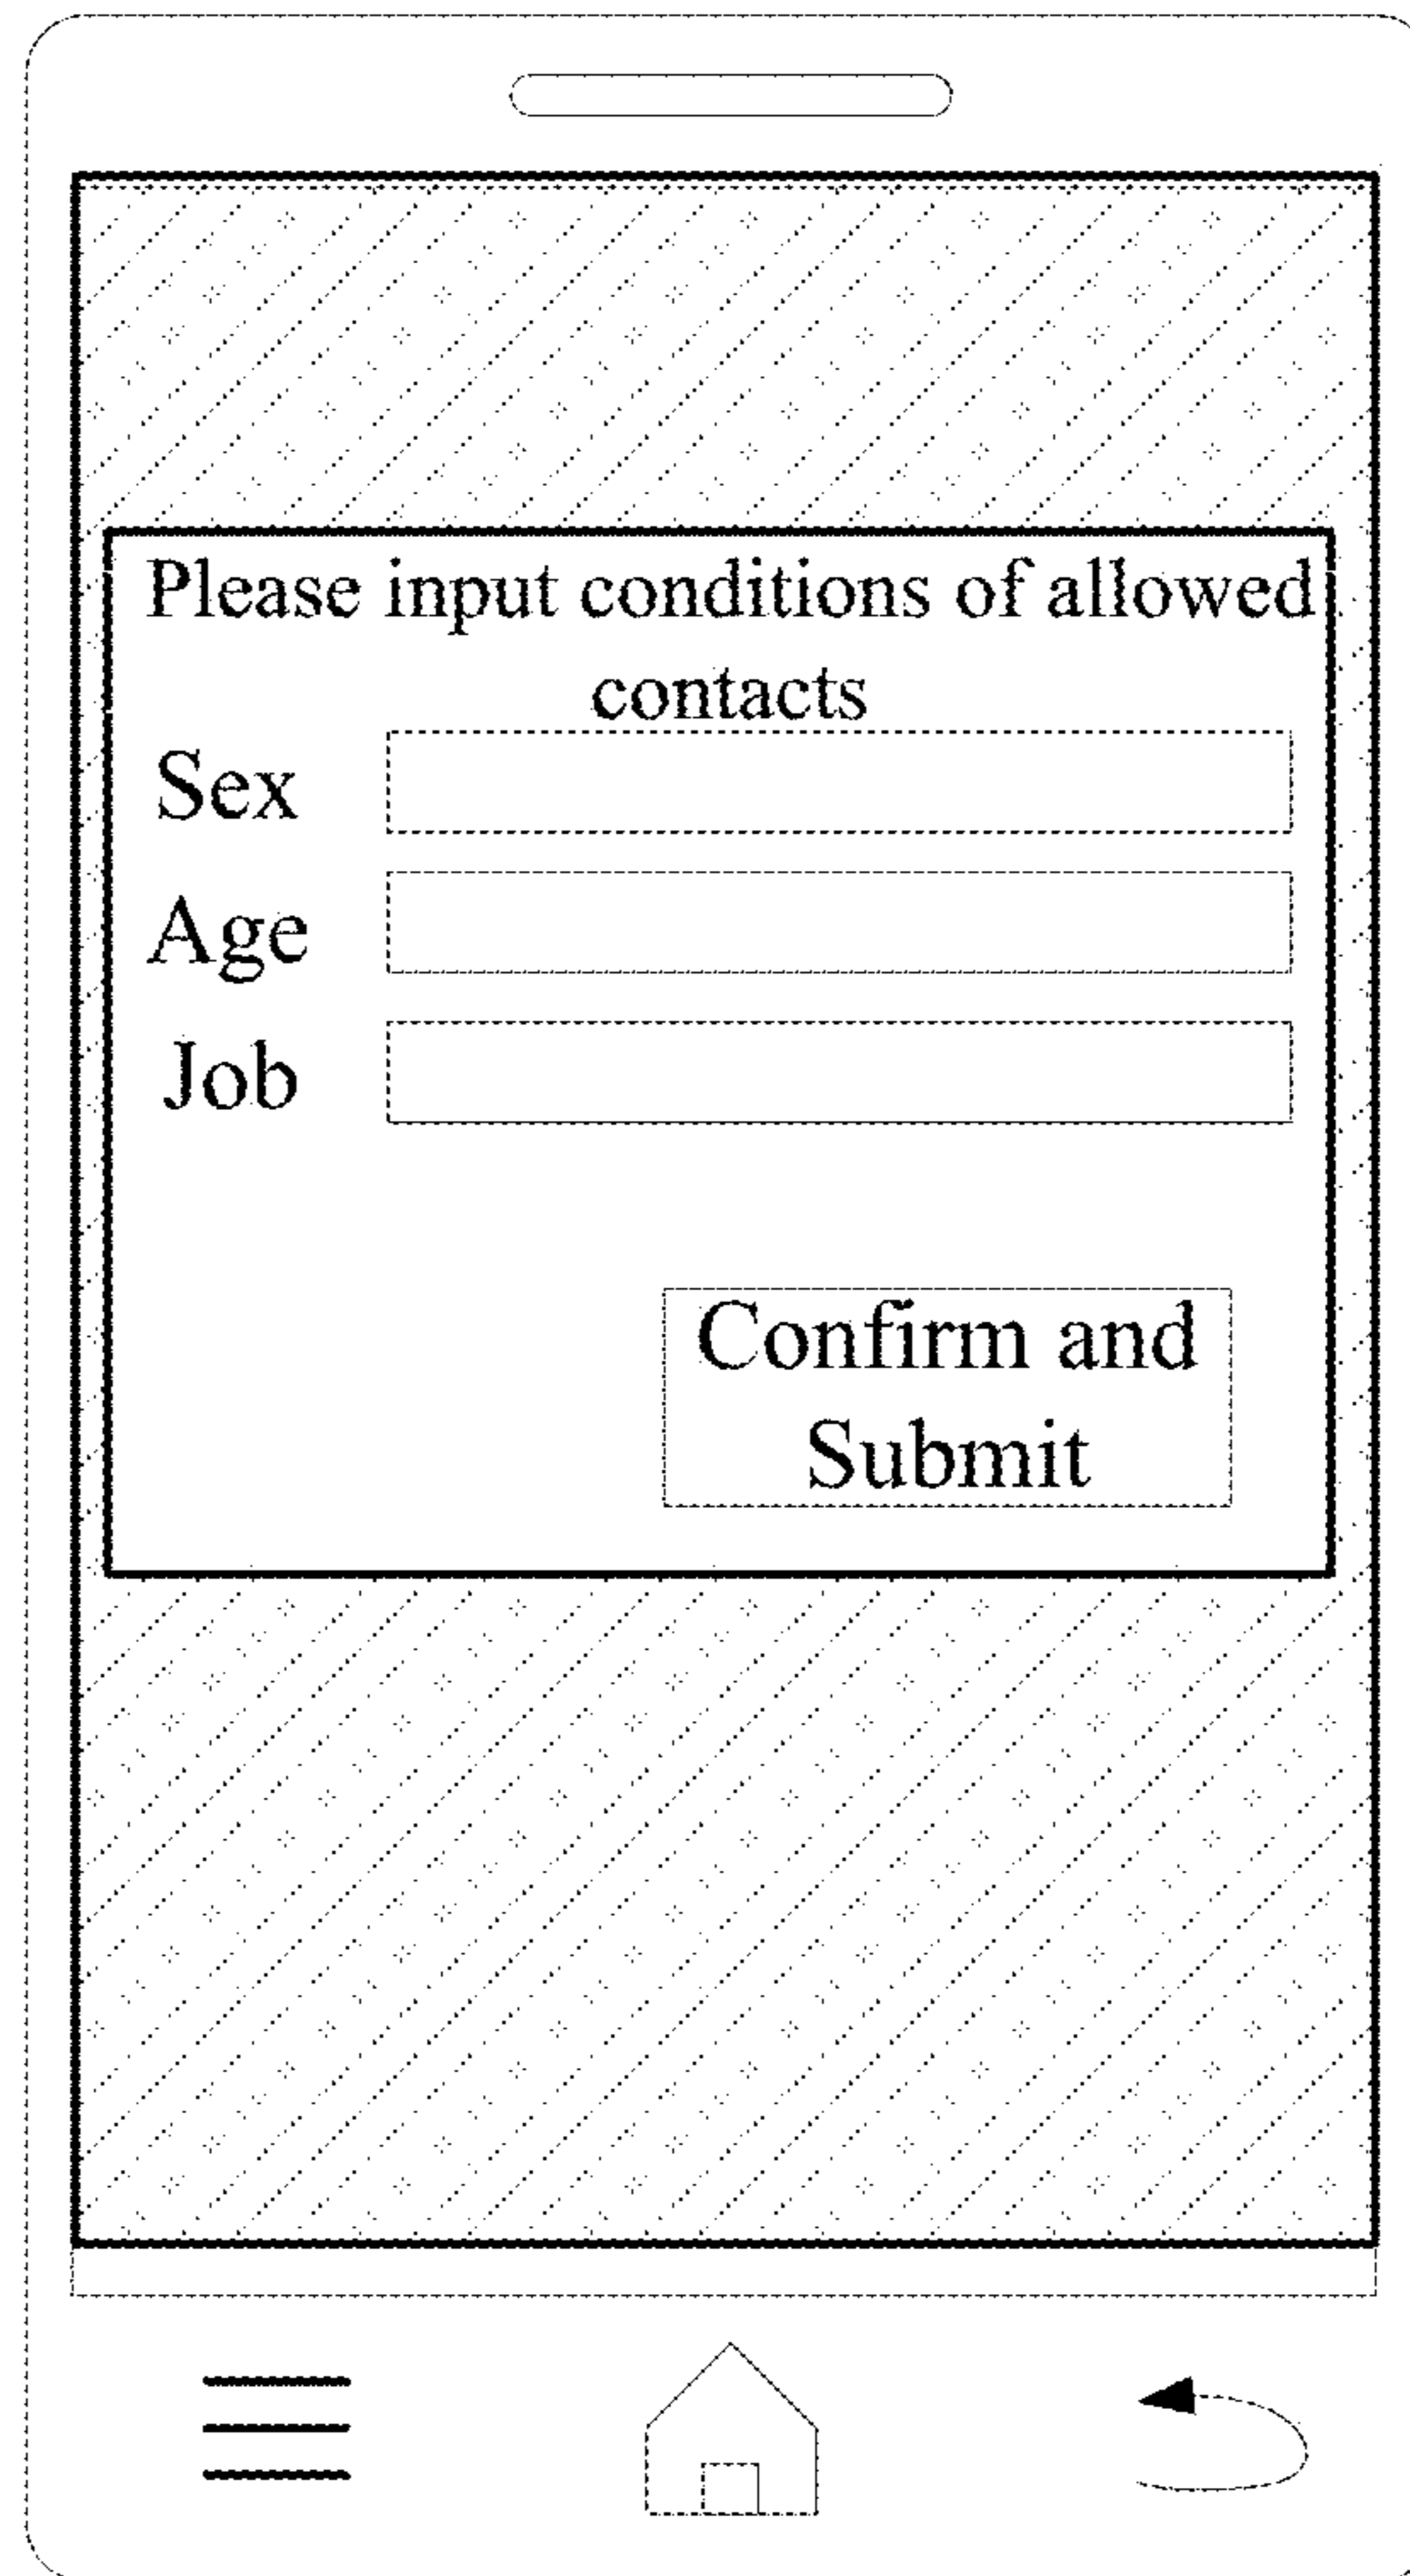 Please input conditions of allowed
contacts
Sex
Age
Job
Confirm and
Submit